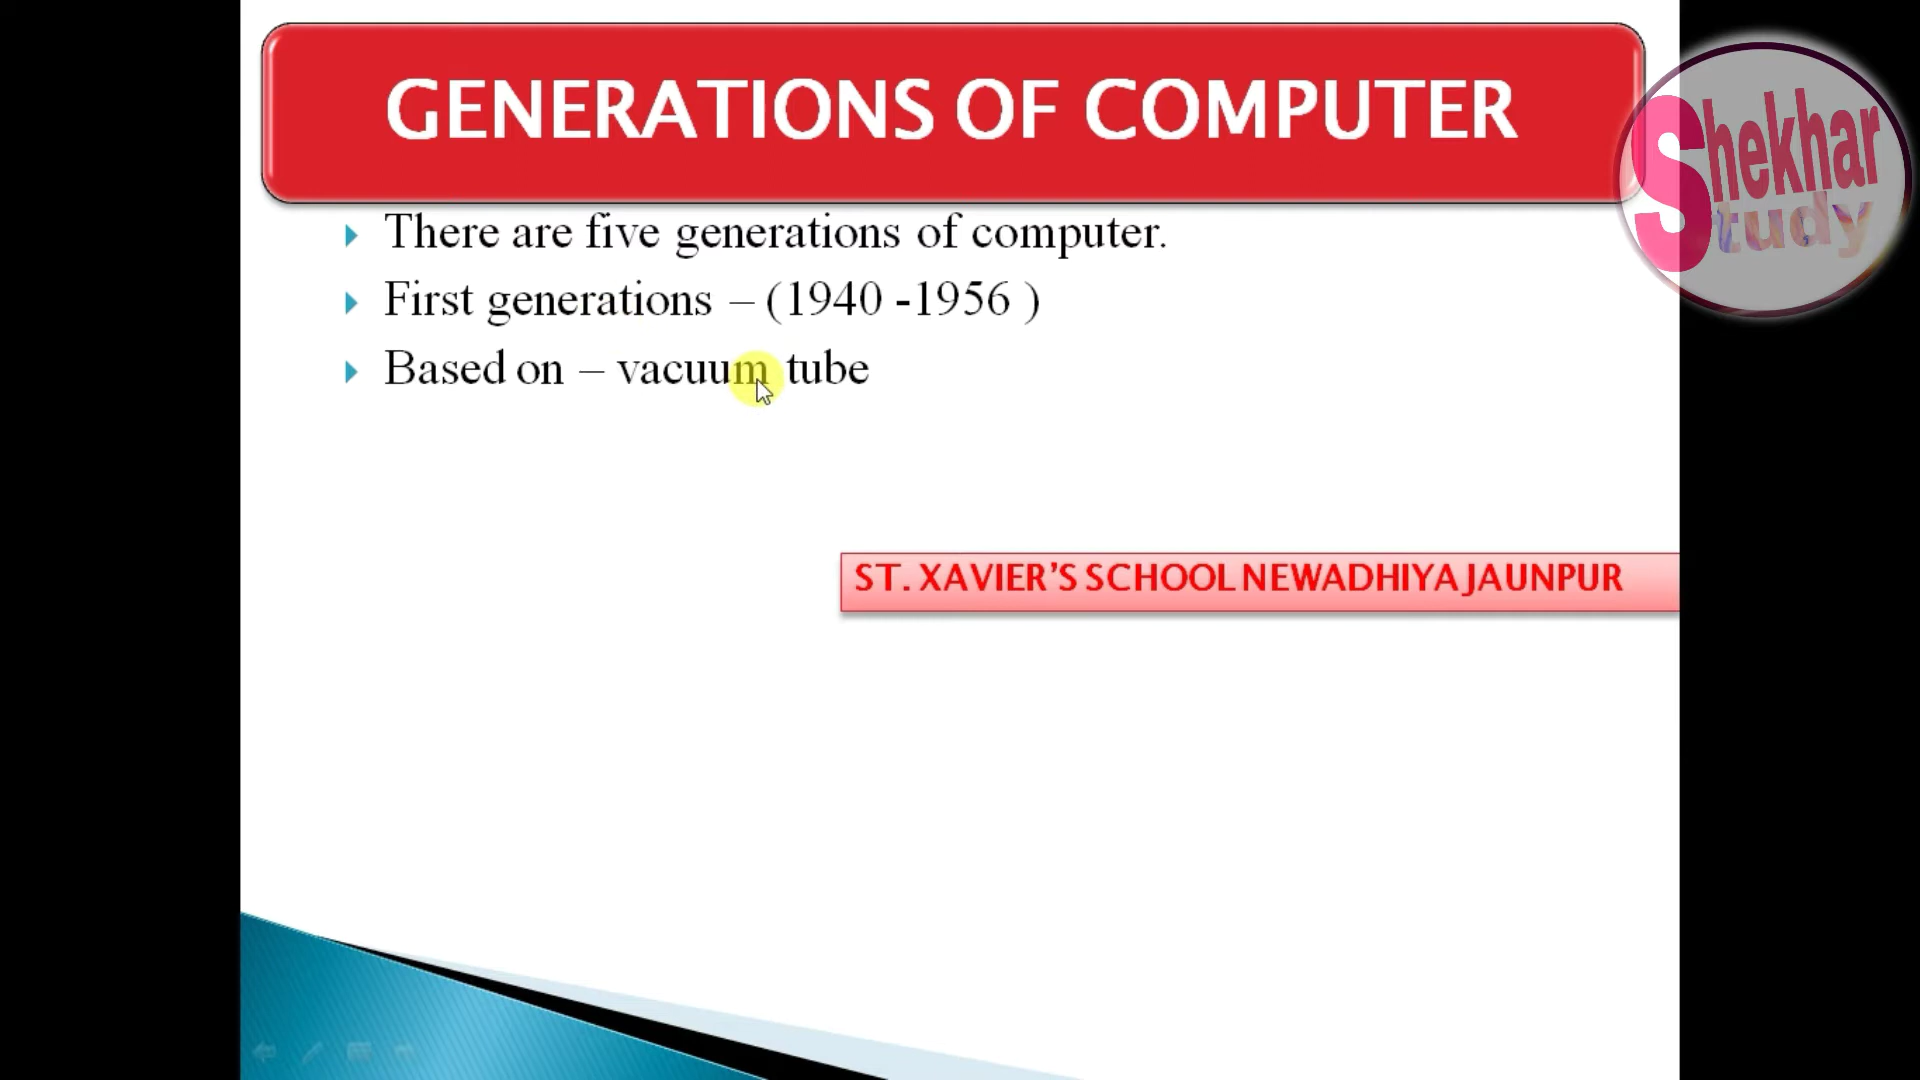 GENERATIONS OF COMPUTER
Shekhar
Study
There are five generations of computer.
First generations – (1940 -1956 )
Based on – vacuum tube
ST. XAVIER’S SCHOOL NEWADHIYA JAUNPUR